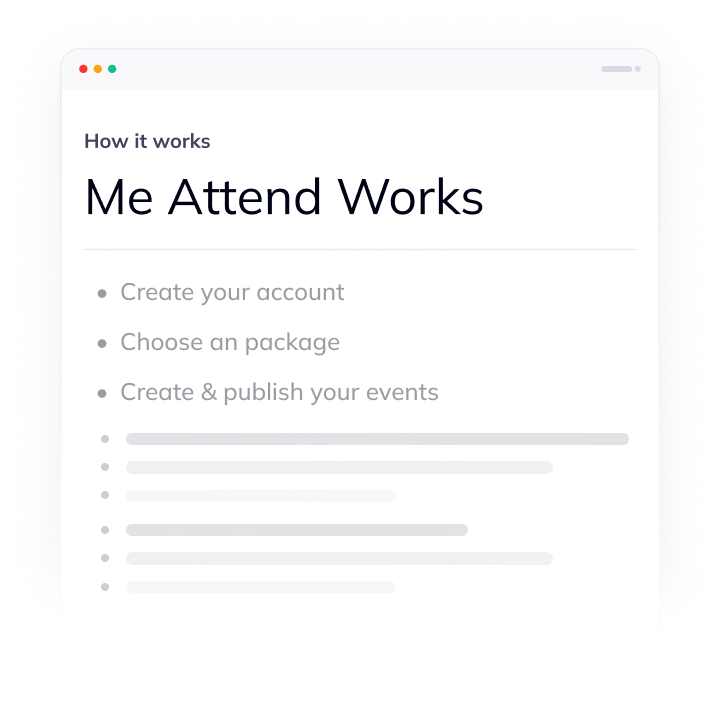 How it works
Me Attend Works
• Create your account
• Choose an package
• Create & publish your events